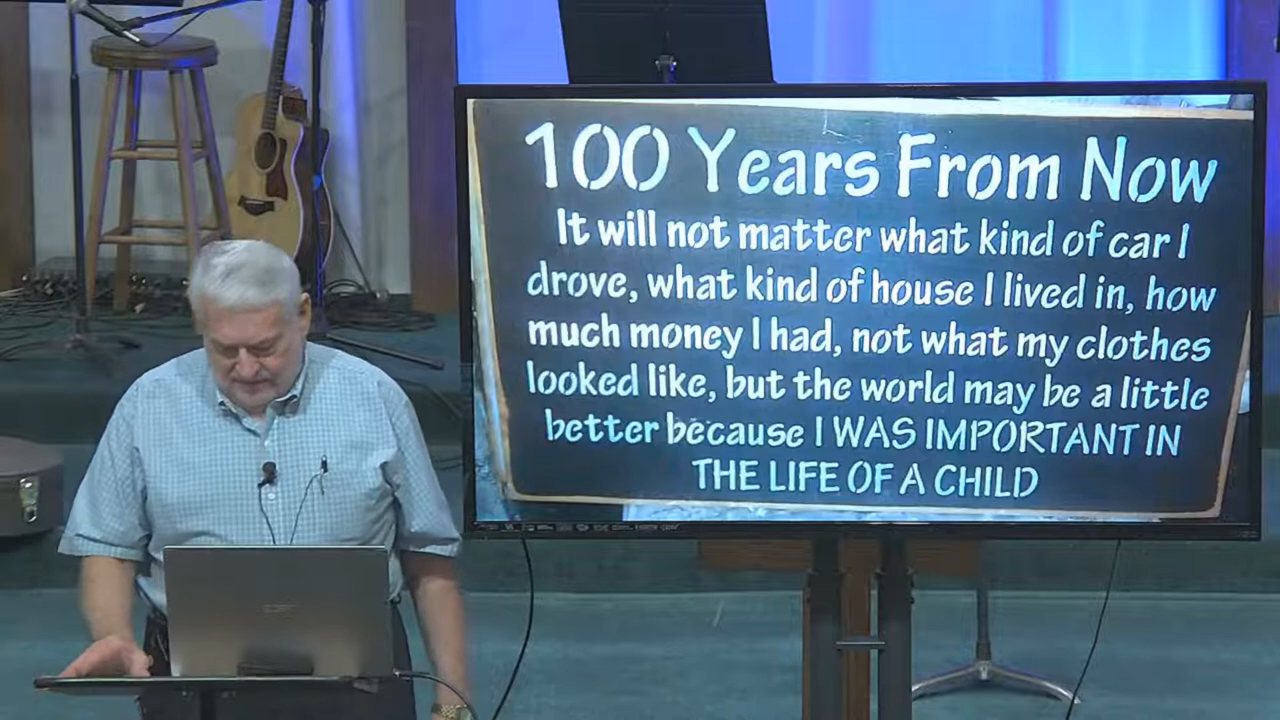 100 Years From Now
It will not matter what kind of car I
drove, what kind of house I lived in, how
much money I had, not what my clothes
looked like, but the world may be a little
better because I WAS IMPORTANT IN
THE LIFE OF A CHILD